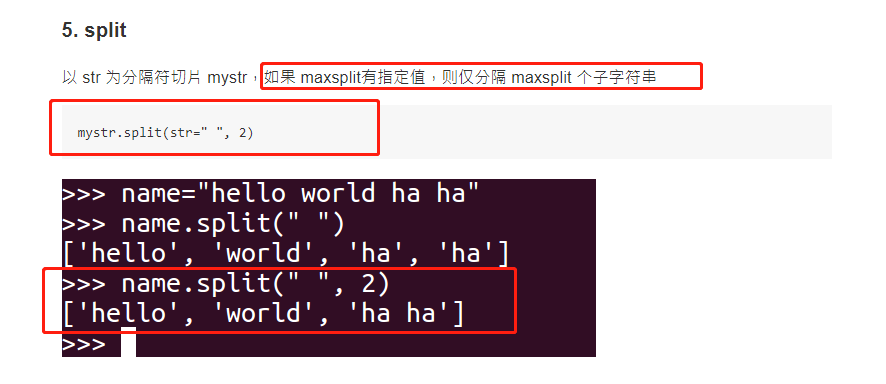 5. split
以 str 为分隔符切片 mystr，如果 maxsplit有指定值，则仅分隔 maxsplit 个子字符串
mystr.split(str=" ", 2)
>>> name="hello world ha ha"
>>> name.split(" ")
['hello', 'world', 'ha', 'ha']
>>> name.split(" ", 2)
['hello', 'world', 'ha ha']
>>>